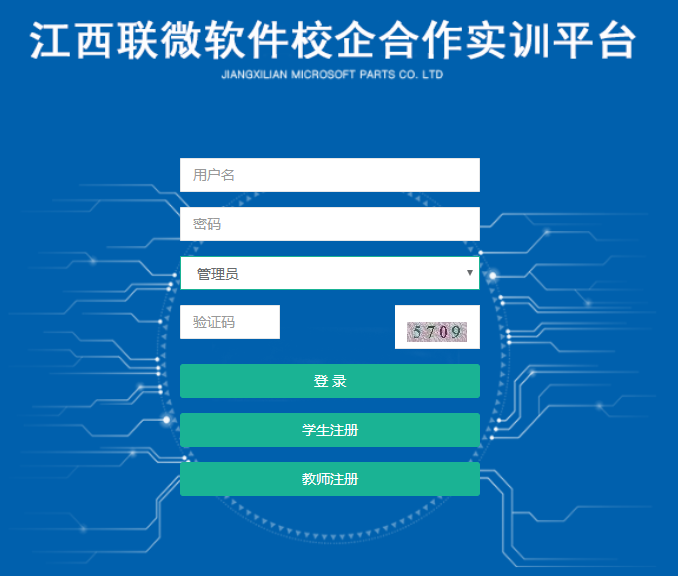 江西联微软件校企合作实训平台
JIANGXILIAN MICROSOFT PARTS CO. LTD
用户名
密码
管理员
验证码
5709
登 录
学生注册
教师注册